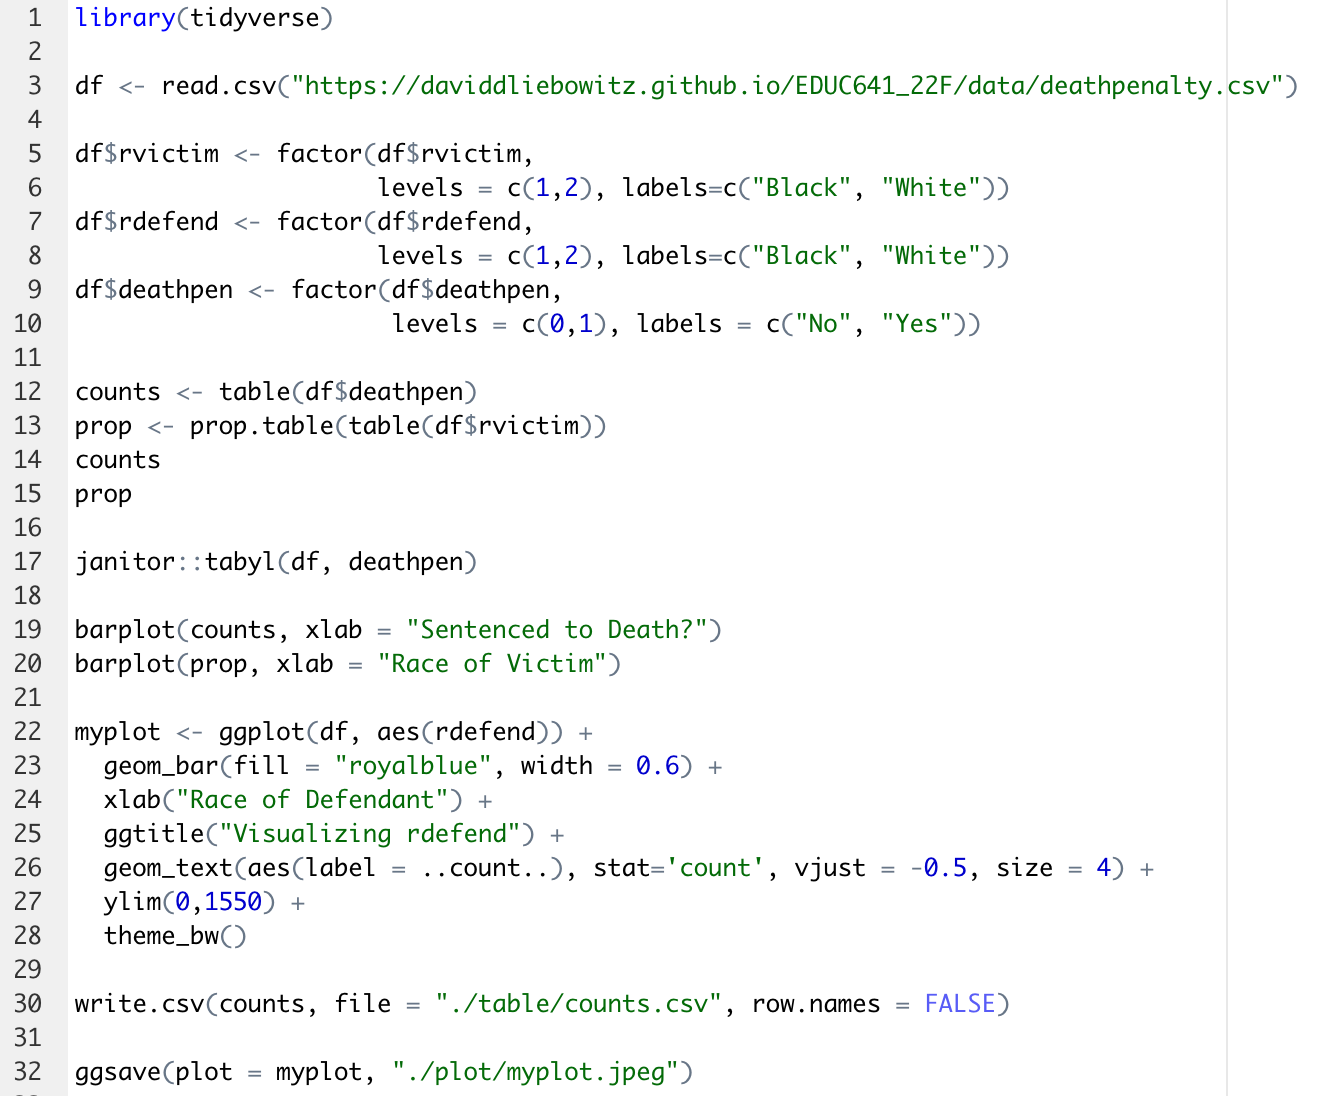 1 library(tidyverse)
2
3 df <- read.csv("https://daviddliebowitz.github.io/EDUC641_22F/data/deathpenalty.csv")
4
5 df$rvictim <- factor(df$rvictim,
6                      levels = c(1,2), labels=c("Black", "White"))
7 df$rdefend <- factor(df$rdefend,
8                      levels = c(1,2), labels=c("Black", "White"))
9 df$deathpen <- factor(df$deathpen,
10                      levels = c(0,1), labels = c("No", "Yes"))
11
12 counts <- table(df$deathpen)
13 prop <- prop.table(table(df$rvictim))
14 counts
15 prop
16
17 janitor::tabyl(df, deathpen)
18
19 barplot(counts, xlab = "Sentenced to Death?")
20 barplot(prop, xlab = "Race of Victim")
21
22 myplot <- ggplot(df, aes(rdefend)) +
23   geom_bar(fill = "royalblue", width = 0.6) +
24   xlab("Race of Defendant") +
25   ggtitle("Visualizing rdefend") +
26   geom_text(aes(label = ..count..), stat='count', vjust = -0.5, size = 4) +
27   ylim(0,1550) +
28   theme_bw()
29
30 write.csv(counts, file = "./table/counts.csv", row.names = FALSE)
31
32 ggsave(plot = myplot, "./plot/myplot.jpeg")